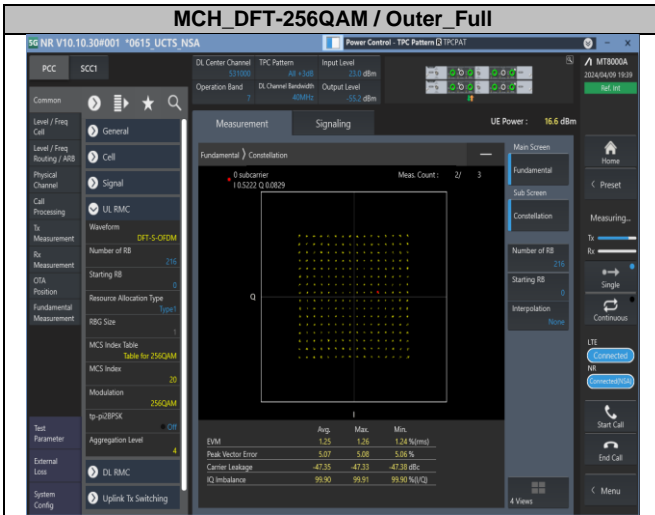 MCH_DFT-256QAM / Outer_Full
5G NR V10.10.30#001 *0615_UCTS_NSA
Power Control - TPC Pattern TPCPAT
PCC SCC1
DL Center Channel TPC Pattern Input Level
531000 All +3dB 23.0 dBm
Operation Band DL Channel Bandwidth Output Level
7 40MHz -55.2 dBm
MT8000A
2024/04/09 19:39
Ref. Int
Common
Level / Freq Cell
Level / Freq Routing / ARB
Physical Channel
Call Processing
Tx Measurement
Rx Measurement
OTA Position
Fundamental Measurement
Test Parameter
External Loss
System Config
General
Cell
Signal
UL RMC
Waveform
DFT-S-OFDM
Number of RB
216
Starting RB
0
Resource Allocation Type
Type1
RBG Size
1
MCS Index Table
Table for 256QAM
MCS Index
20
Modulation
256QAM
tp-pi2BPSK
Off
Aggregation Level
4
DL RMC
Uplink Tx Switching
Measurement Signaling
UE Power : 16.6 dBm
Fundamental Constellation
0 subcarrier Meas. Count : 2/ 3
I 0.5222 Q 0.0829
Q
I
Avg. Max. Min.
EVM 1.25 1.26 1.24 %(rms)
Peak Vector Error 5.07 5.08 5.06 %
Carrier Leakage -47.35 -47.33 -47.38 dBc
IQ Imbalance 99.90 99.91 99.90 %(I/Q)
Main Screen
Fundamental
Sub Screen
Constellation
Number of RB
216
Starting RB
0
Interpolation
None
4 Views
Home
Preset
Measuring..
Tx
Rx
Single
Continuous
LTE
Connected
NR
Connected(NSA)
Start Call
End Call
Menu